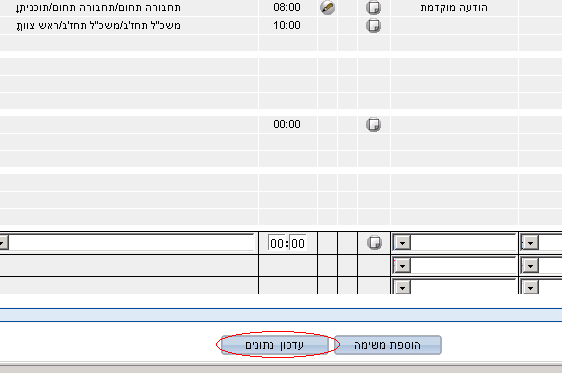 הודעה מוקדמת 08:00 תחבורה תחום/תחבורה תחום/תוכניתן
10:00 משכ"ל תחז'ב/משכ"ל תחז'ב/ראש צוות
00:00
00:00
הוספת משימה עדכון נתונים